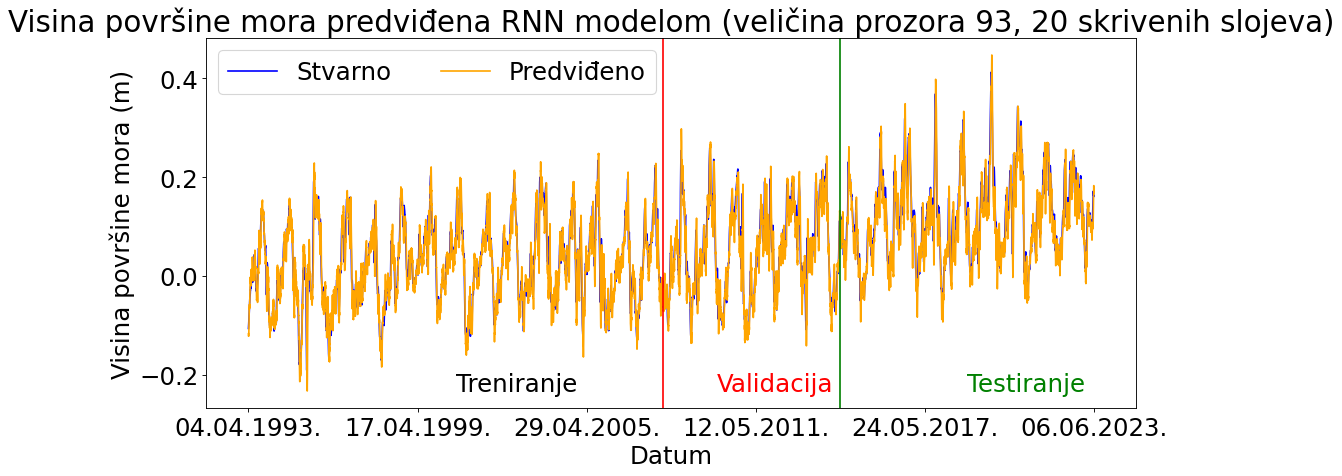 Visina površine mora predviđena RNN modelom (veličina prozora 93, 20 skrivenih slojeva)
Stvarno
Predviđeno
Visina površine mora (m)
0.4
0.2
0.0
−0.2
Treniranje
Validacija
Testiranje
04.04.1993.
17.04.1999.
29.04.2005.
12.05.2011.
24.05.2017.
06.06.2023.
Datum